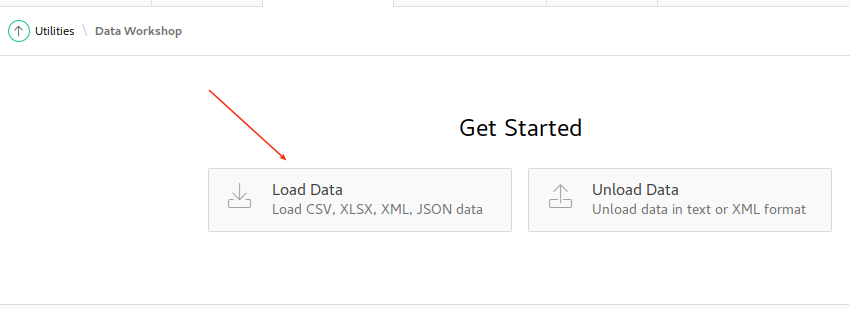 Utilities \ Data Workshop
Get Started
Load Data
Load CSV, XLSX, XML, JSON data
Unload Data
Unload data in text or XML format